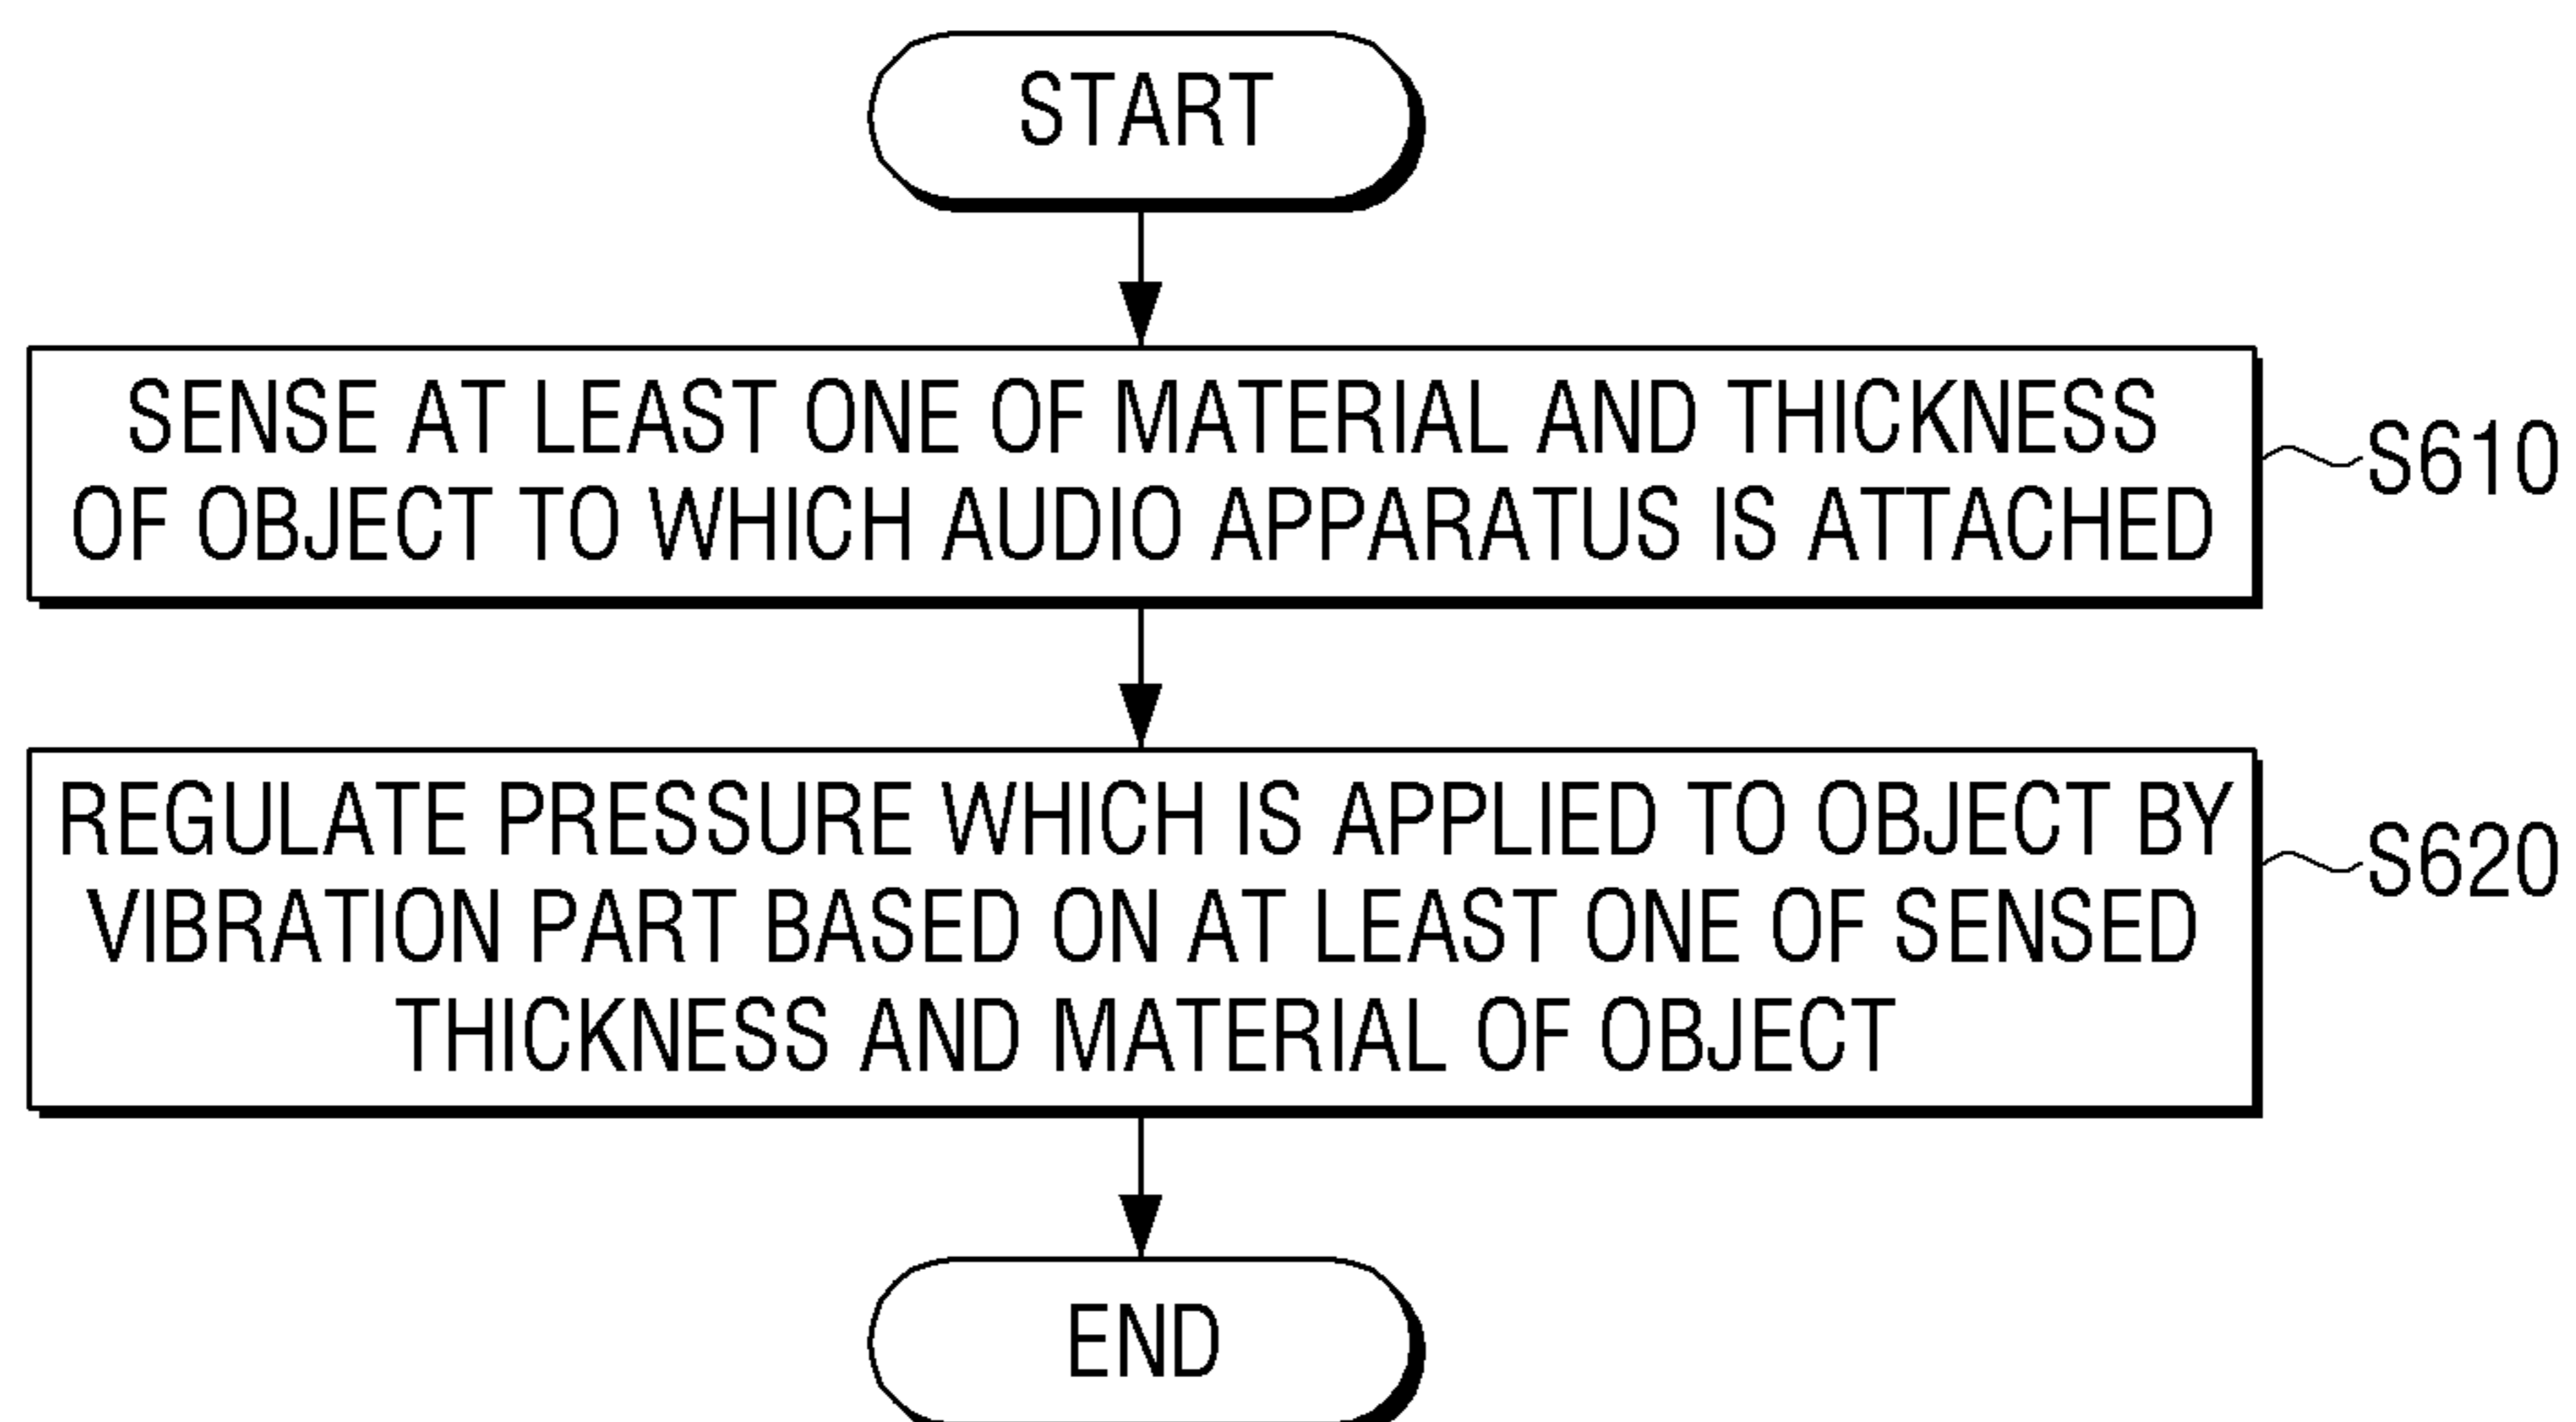 START
SENSE AT LEAST ONE OF MATERIAL AND THICKNESS
OF OBJECT TO WHICH AUDIO APPARATUS IS ATTACHED
S610
REGULATE PRESSURE WHICH IS APPLIED TO OBJECT BY
VIBRATION PART BASED ON AT LEAST ONE OF SENSED
THICKNESS AND MATERIAL OF OBJECT
S620
END